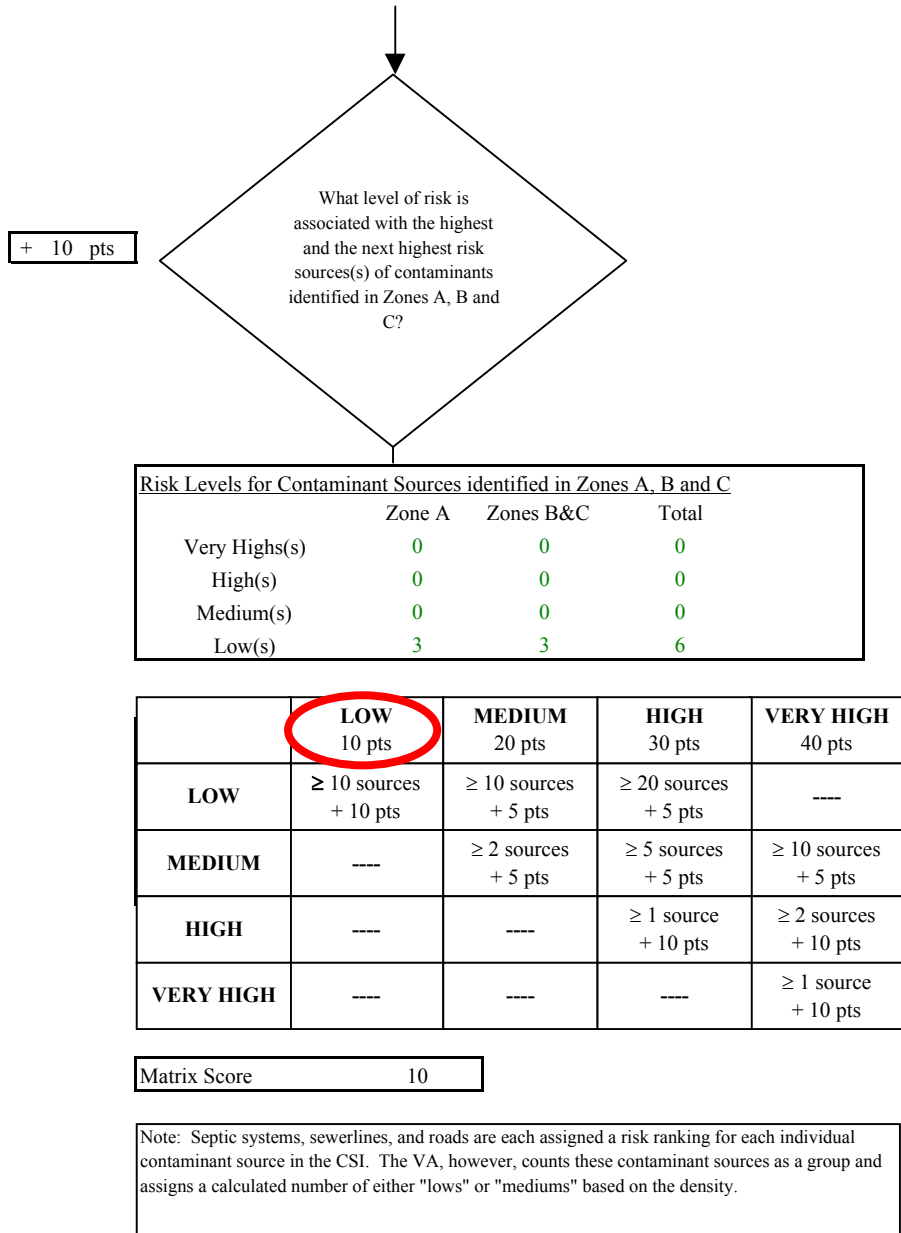 What level of risk is
associated with the highest
and the next highest risk
sources(s) of contaminants
identified in Zones A, B and
C?
+ 10 pts
Risk Levels for Contaminant Sources identified in Zones A, B and C
Zone A Zones B&C Total
Very Highs(s) 0 0 0
High(s) 0 0 0
Medium(s) 0 0 0
Low(s) 3 3 6
LOW MEDIUM HIGH VERY HIGH
10 pts 20 pts 30 pts 40 pts
LOW ≥ 10 sources ≥ 10 sources ≥ 20 sources ----
+ 10 pts + 5 pts + 5 pts
MEDIUM ---- ≥ 2 sources ≥ 5 sources ≥ 10 sources
+ 5 pts + 5 pts + 5 pts
HIGH ---- ---- ≥ 1 source ≥ 2 sources
+ 10 pts + 10 pts
VERY HIGH ---- ---- ---- ≥ 1 source
+ 10 pts
Matrix Score 10
Note: Septic systems, sewerlines, and roads are each assigned a risk ranking for each individual
contaminant source in the CSI. The VA, however, counts these contaminant sources as a group and
assigns a calculated number of either "lows" or "mediums" based on the density.